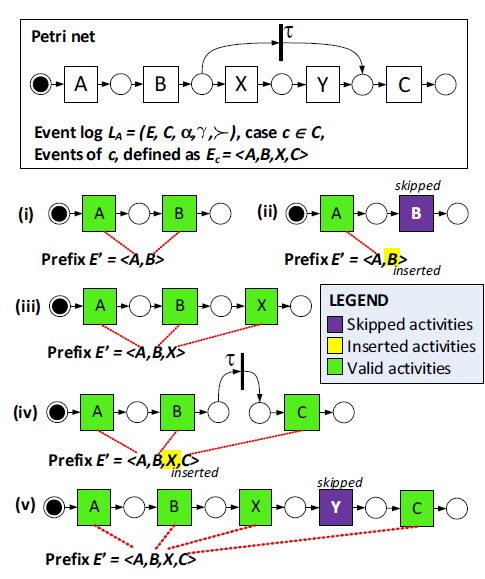 Petri net
τ
A B X Y C
Event log L_A = (E, C, α,γ,≻), case c ∈ C,
Events of c, defined as E_c = <A,B,X,C>
(i) A B
Prefix E' = <A,B>
skipped
(ii) A B
Prefix E' = <A,B>
inserted
(iii) A B X
Prefix E' = <A,B,X>
LEGEND
Skipped activities
Inserted activities
Valid activities
τ
(iv) A B C
Prefix E' = <A,B,X,C>
inserted
skipped
(v) A B X Y C
Prefix E' = <A,B,X,C>